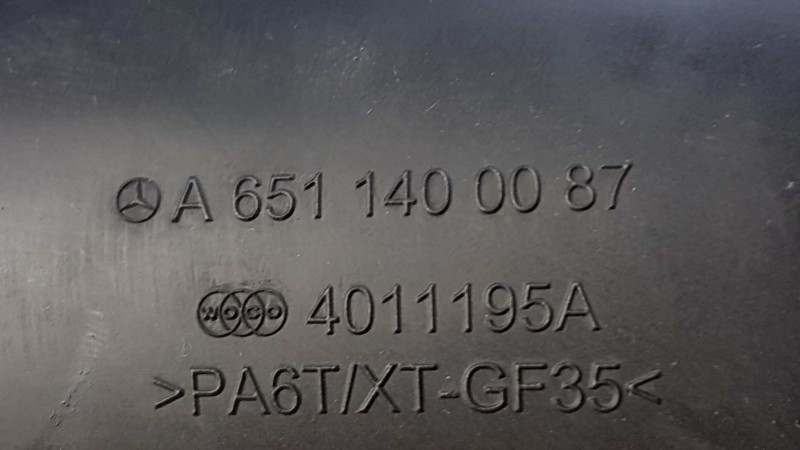 A 651 140 00 87
WOCO 4011195A
>PA6T/XT-GF35<